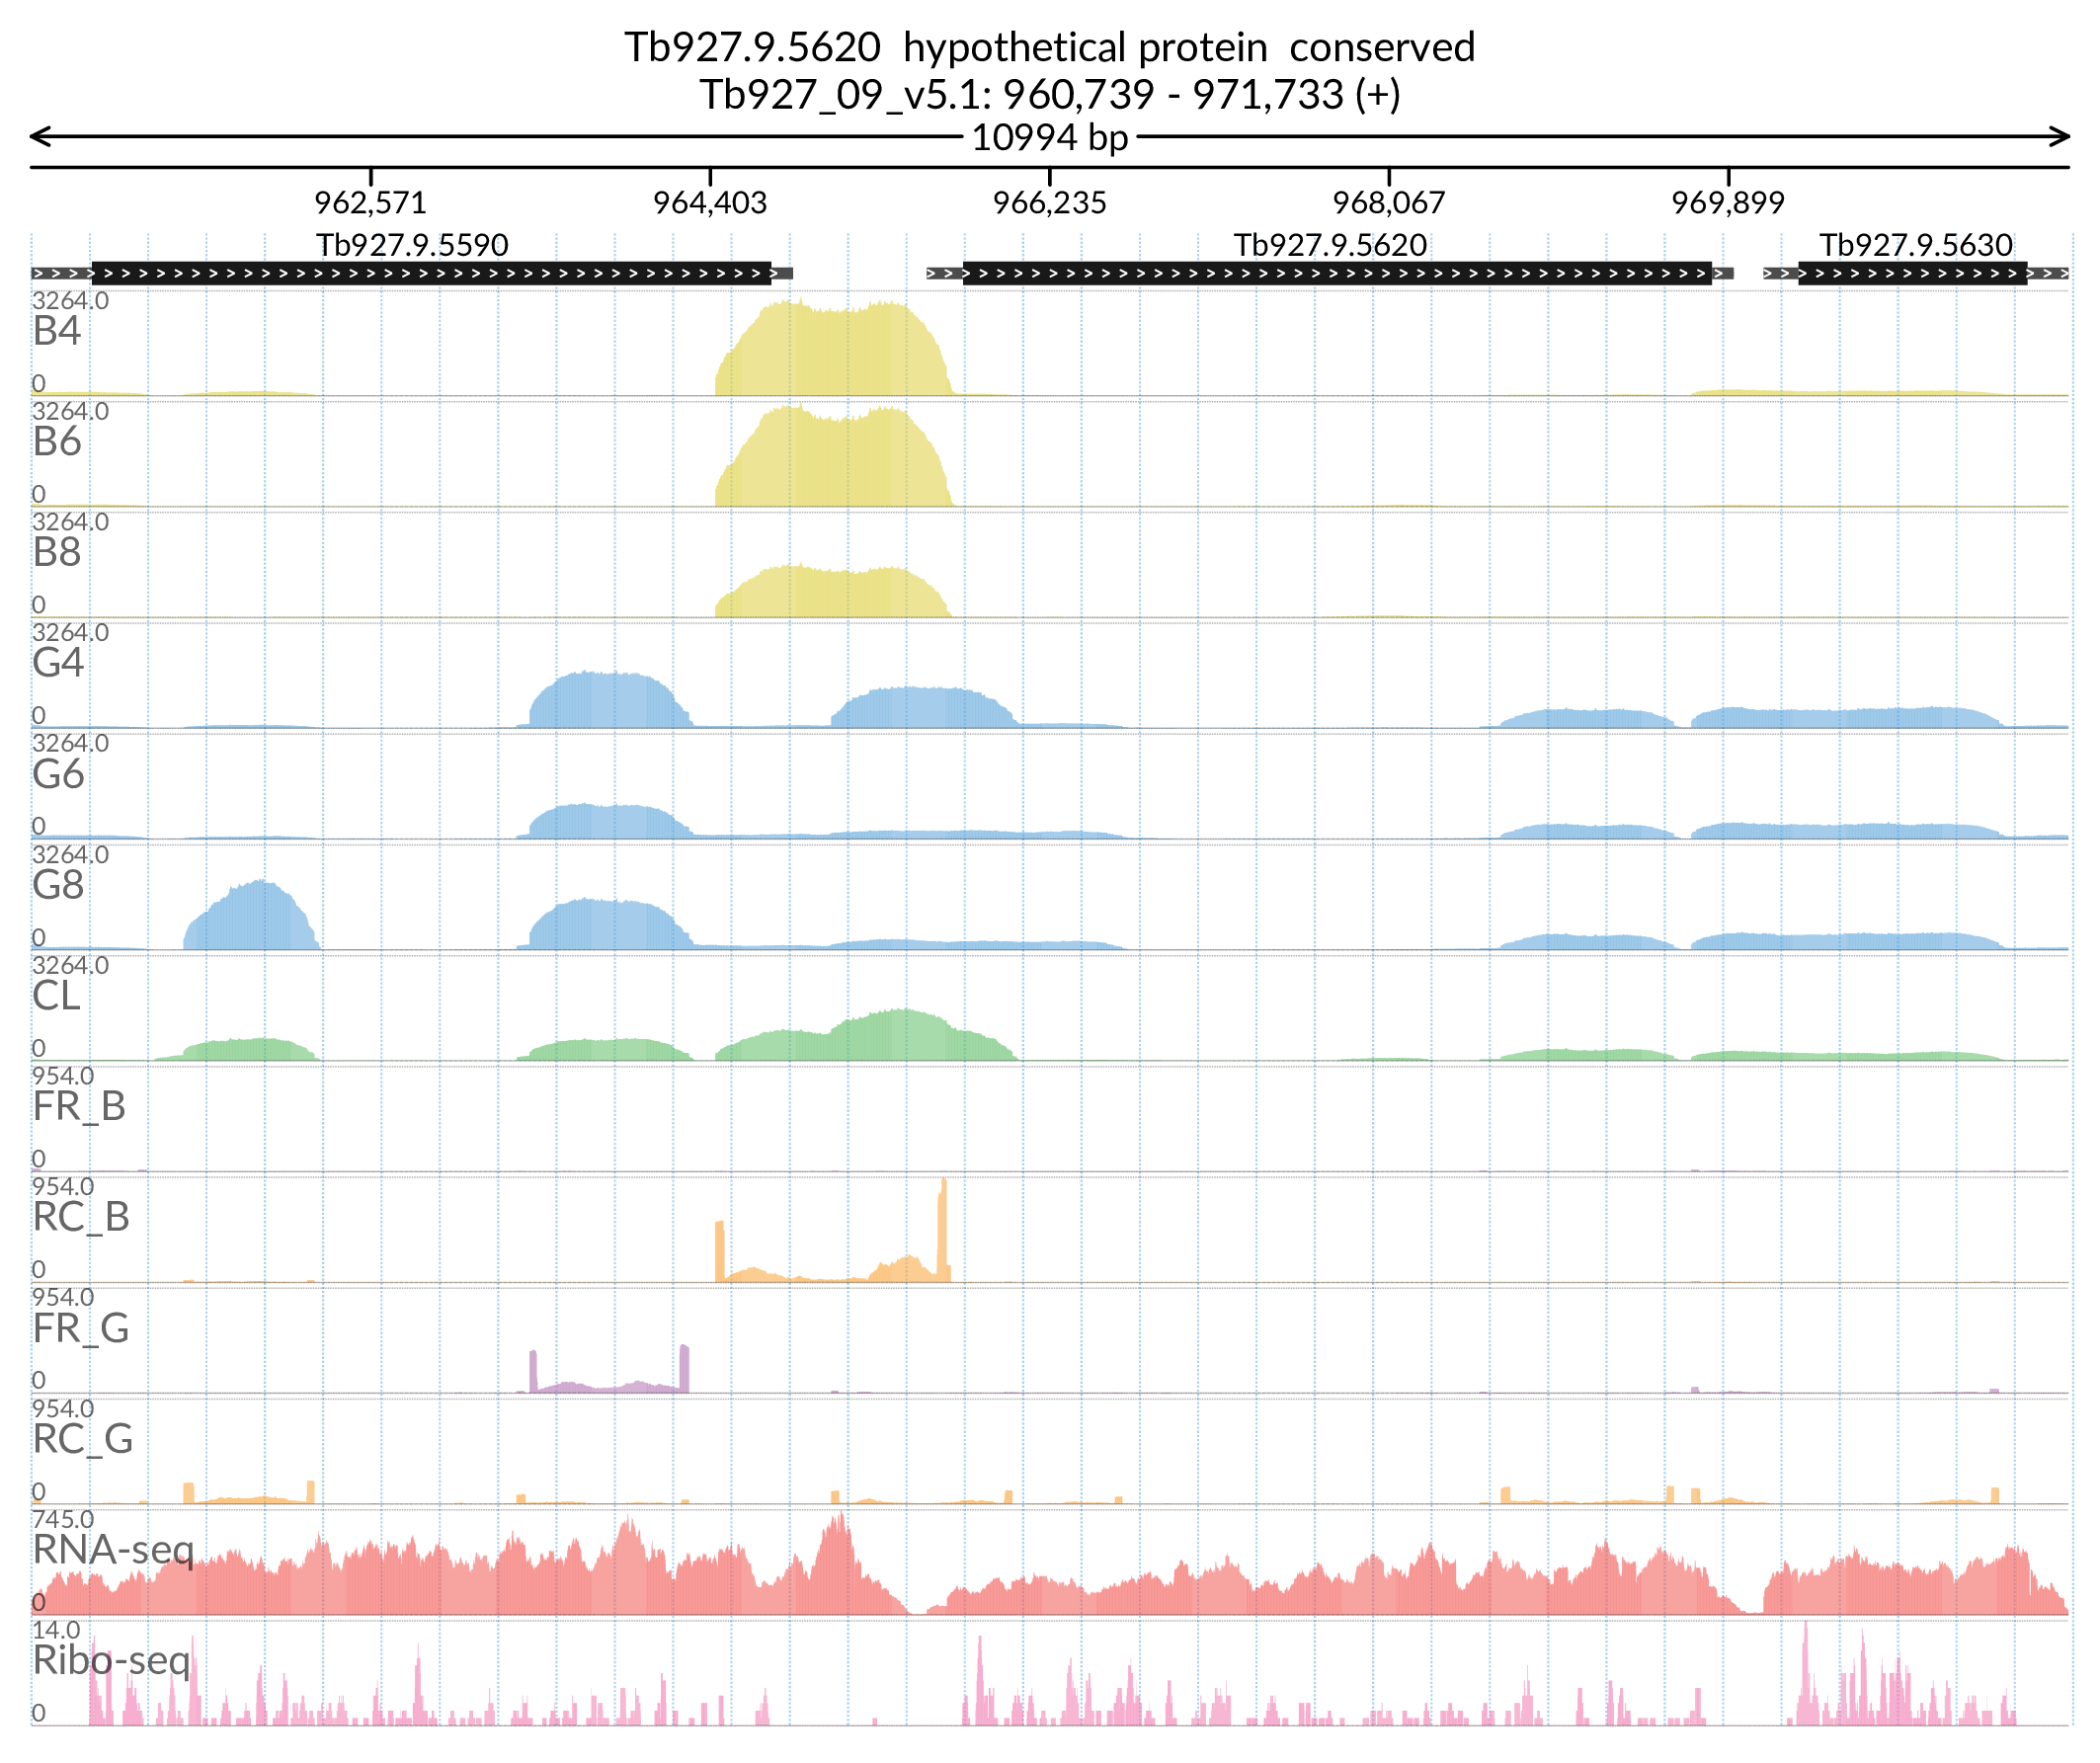 Tb927.9.5620  hypothetical protein  conserved
Tb927_09_v5.1: 960,739 - 971,733 (+)
10994 bp
962,571 964,403 966,235 968,067 969,899
Tb927.9.5590 Tb927.9.5620 Tb927.9.5630
3264.0
B4
0
3264.0
B6
0
3264.0
B8
0
3264.0
G4
0
3264.0
G6
0
3264.0
G8
0
3264.0
CL
0
954.0
FR_B
0
954.0
RC_B
0
954.0
FR_G
0
954.0
RC_G
0
745.0
RNA-seq
0
14.0
Ribo-seq
0